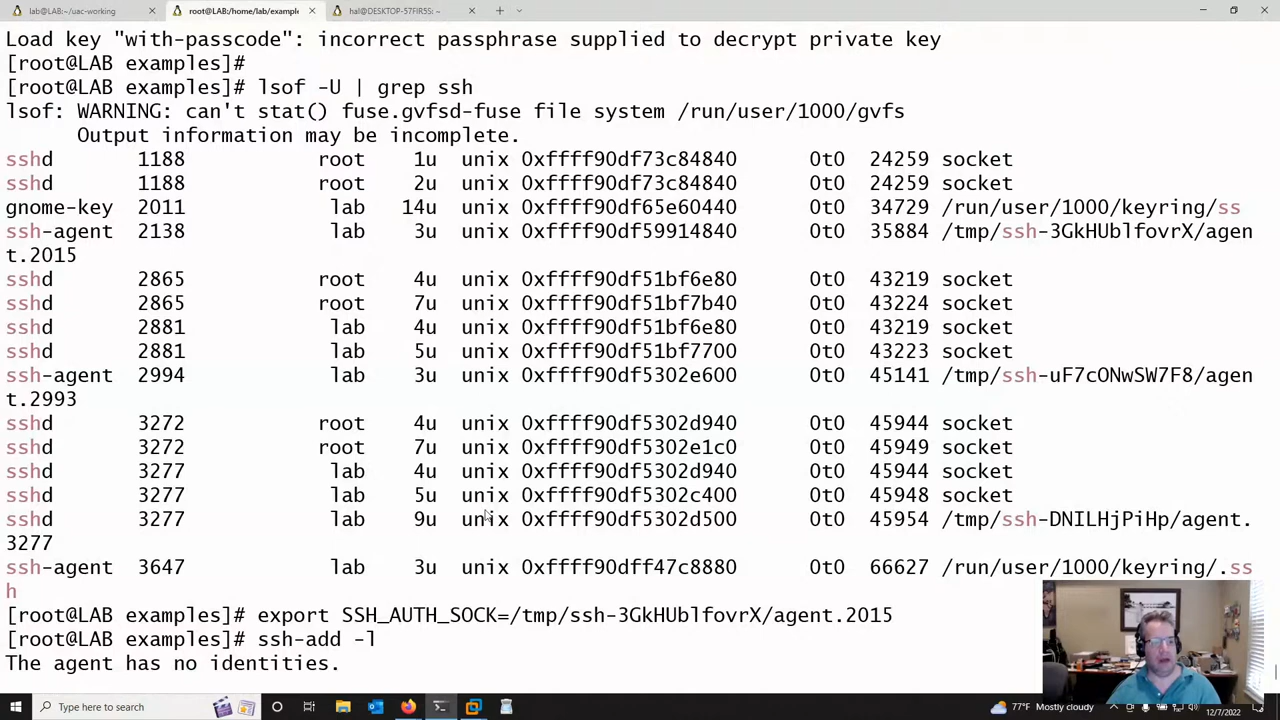 lab@LAB:~/uac-working
root@LAB:/home/lab/example
hal@DESKTOP-57FIR5S: ~
Load key "with-passcode": incorrect passphrase supplied to decrypt private key
[root@LAB examples]#
[root@LAB examples]# lsof -U | grep ssh
lsof: WARNING: can't stat() fuse.gvfsd-fuse file system /run/user/1000/gvfs
      Output information may be incomplete.
sshd       1188           root    1u   unix 0xffff90df73c84840      0t0  24259 socket
sshd       1188           root    2u   unix 0xffff90df73c84840      0t0  24259 socket
gnome-key  2011            lab   14u   unix 0xffff90df65e60440      0t0  34729 /run/user/1000/keyring/ss
ssh-agent  2138            lab    3u   unix 0xffff90df59914840      0t0  35884 /tmp/ssh-3GkHUblfovrX/agen
t.2015
sshd       2865           root    4u   unix 0xffff90df51bf6e80      0t0  43219 socket
sshd       2865           root    7u   unix 0xffff90df51bf7b40      0t0  43224 socket
sshd       2881            lab    4u   unix 0xffff90df51bf6e80      0t0  43219 socket
sshd       2881            lab    5u   unix 0xffff90df51bf7700      0t0  43223 socket
ssh-agent  2994            lab    3u   unix 0xffff90df5302e600      0t0  45141 /tmp/ssh-uF7cONwSW7F8/agen
t.2993
sshd       3272           root    4u   unix 0xffff90df5302d940      0t0  45944 socket
sshd       3272           root    7u   unix 0xffff90df5302e1c0      0t0  45949 socket
sshd       3277            lab    4u   unix 0xffff90df5302d940      0t0  45944 socket
sshd       3277            lab    5u   unix 0xffff90df5302c400      0t0  45948 socket
sshd       3277            lab    9u   unix 0xffff90df5302d500      0t0  45954 /tmp/ssh-DNILHjPiHp/agent.
3277
ssh-agent  3647            lab    3u   unix 0xffff90dff47c8880      0t0  66627 /run/user/1000/keyring/.ss
h
[root@LAB examples]# export SSH_AUTH_SOCK=/tmp/ssh-3GkHUblfovrX/agent.2015
[root@LAB examples]# ssh-add -l
The agent has no identities.
Type here to search
77°F Mostly cloudy
12/7/2022